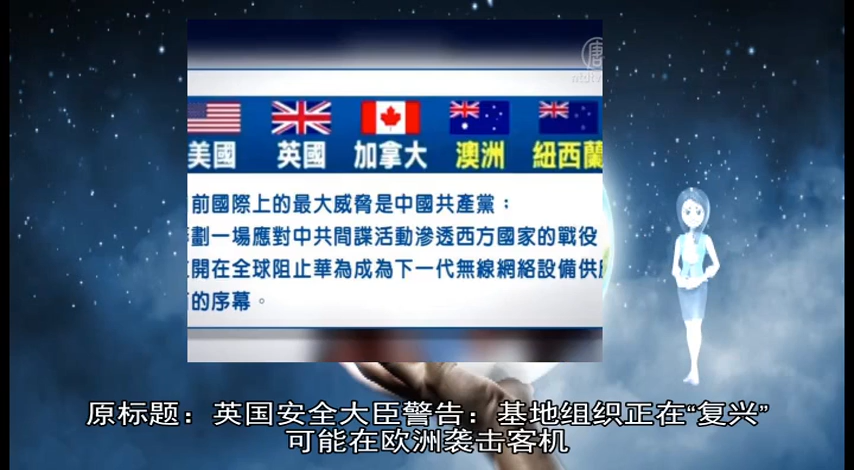 唐
ntdtv
美國 英國 加拿大 澳洲 紐西蘭
前國際上的最大威脅是中國共產黨：
劃一場應對中共間諜活動滲透西方國家的戰役
開在全球阻止華為成為下一代無線網絡設備供
的序幕。
原标题：英国安全大臣警告：基地组织正在“复兴”
可能在欧洲袭击客机